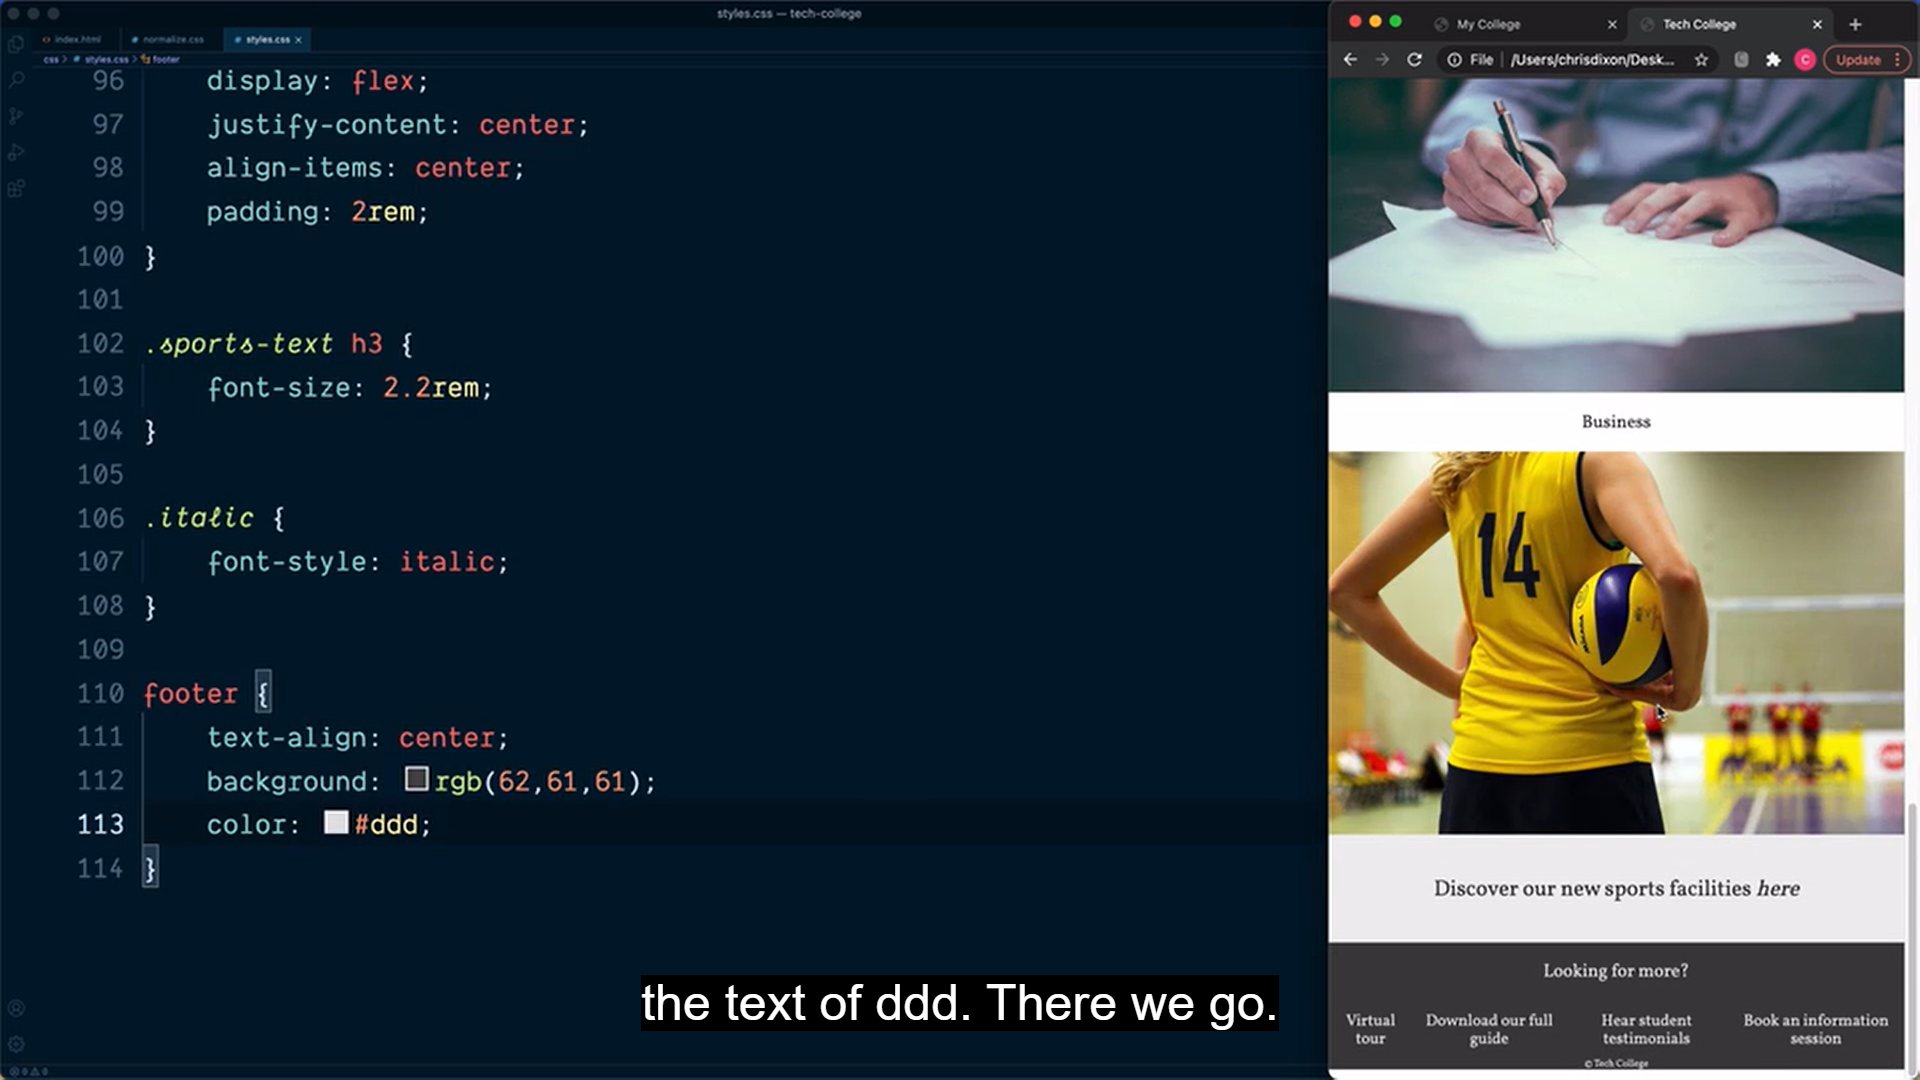 styles.css — tech-college
index.html
normalize.css
styles.css
css > styles.css > footer
96 display: flex;
97 justify-content: center;
98 align-items: center;
99 padding: 2rem;
100 }
101
102 .sports-text h3 {
103 font-size: 2.2rem;
104 }
105
106 .italic {
107 font-style: italic;
108 }
109
110 footer {
111 text-align: center;
112 background: rgb(62,61,61);
113 color: #ddd;
114 }
My College
Tech College
File /Users/chrisdixon/Desk...
C
Update
Business
14
MIKASA
Discover our new sports facilities here
Looking for more?
Virtual tour
Download our full guide
Hear student testimonials
Book an information session
© Tech College
the text of ddd. There we go.